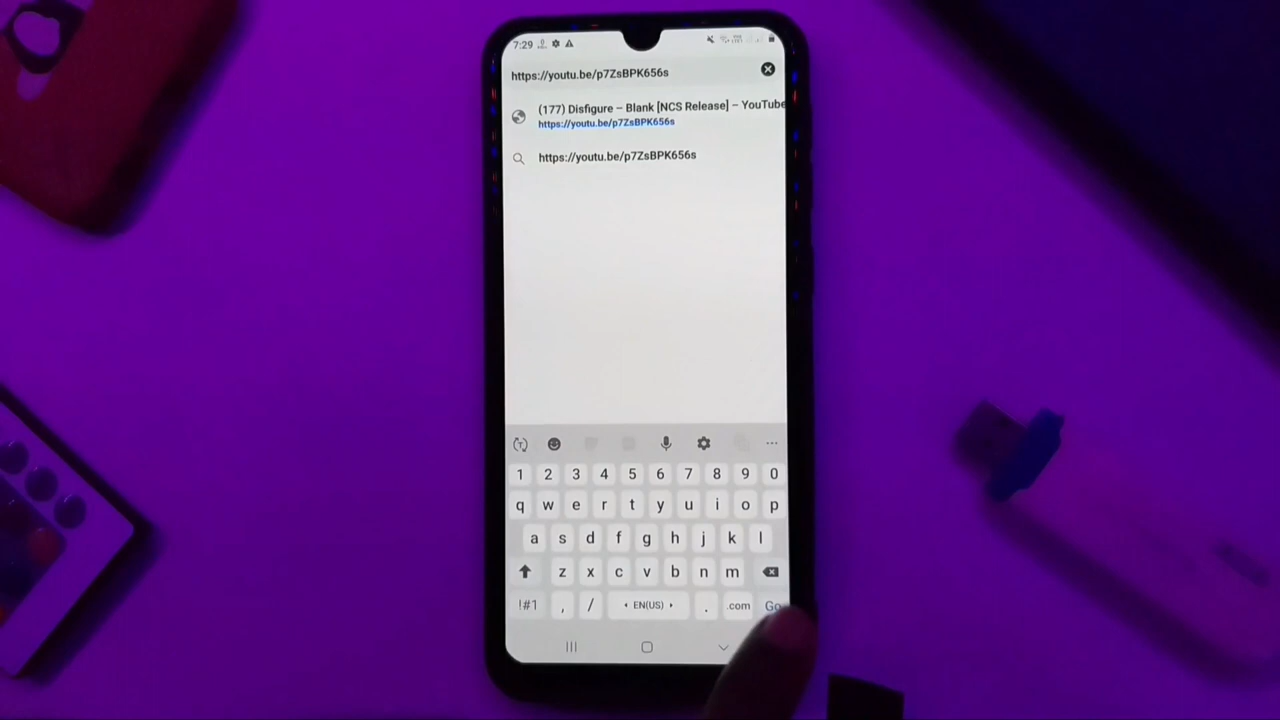 7:29
https://youtu.be/p7ZsBPK656s
(177) Disfigure – Blank [NCS Release] – YouTube
https://youtu.be/p7ZsBPK656s
https://youtu.be/p7ZsBPK656s
1 2 3 4 5 6 7 8 9 0
q w e r t y u i o p
a s d f g h j k l
z x c v b n m
!#1 , / EN(US) . .com Go